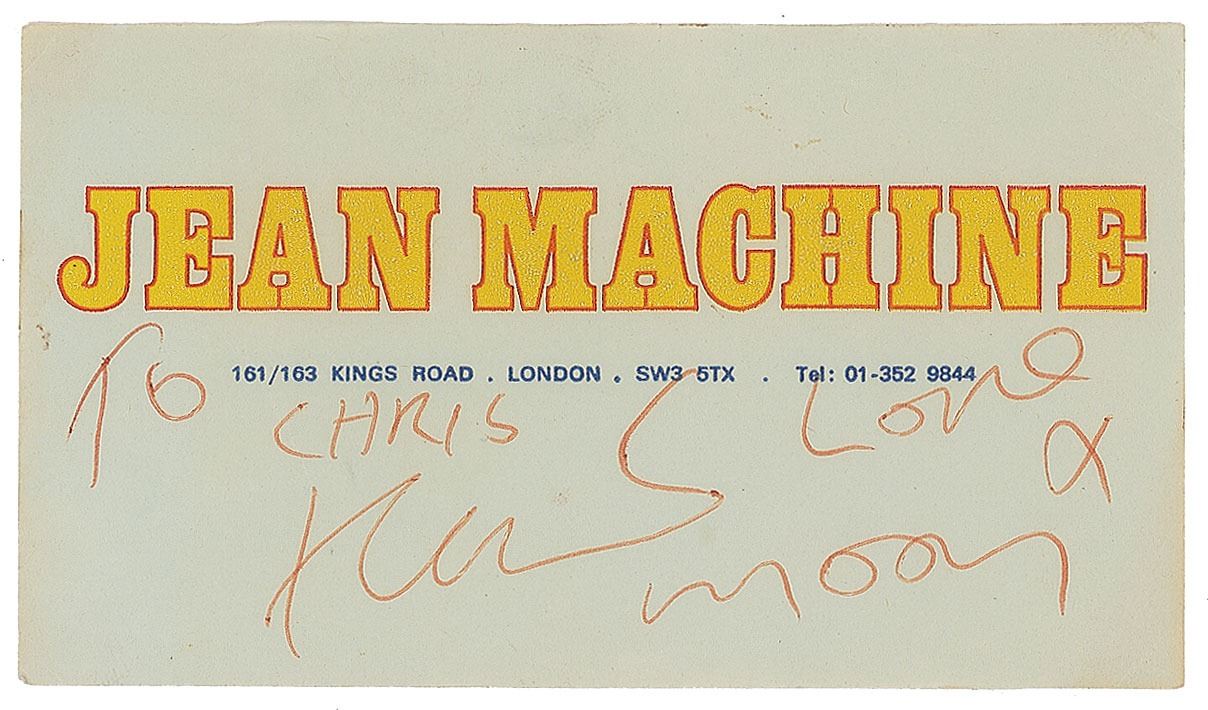 JEAN MACHINE
161/163 KINGS ROAD . LONDON . SW3 5TX . Tel: 01-352 9844
To CHRIS Love
x
Keith Moon